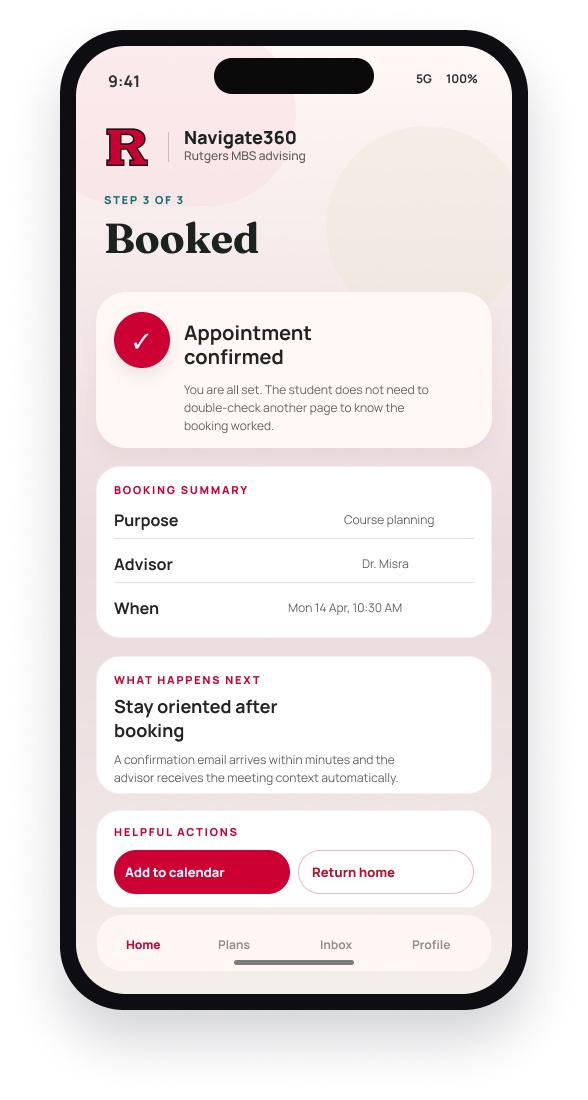 9:41
5G 100%
R
Navigate360
Rutgers MBS advising
STEP 3 OF 3
Booked
✓
Appointment
confirmed
You are all set. The student does not need to
double-check another page to know the
booking worked.
BOOKING SUMMARY
Purpose Course planning
Advisor Dr. Misra
When Mon 14 Apr, 10:30 AM
WHAT HAPPENS NEXT
Stay oriented after
booking
A confirmation email arrives within minutes and the
advisor receives the meeting context automatically.
HELPFUL ACTIONS
Add to calendar Return home
Home Plans Inbox Profile